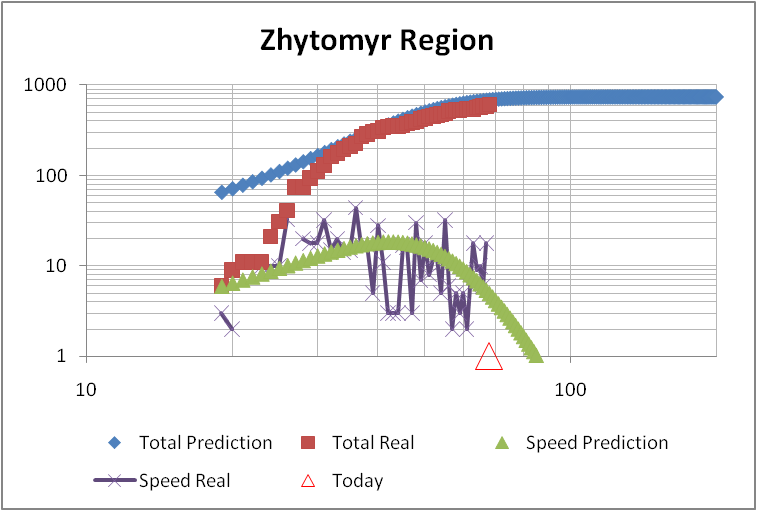 Zhytomyr Region
1000
100
10
1
10
100
Total Prediction
Total Real
Speed Prediction
Speed Real
Today